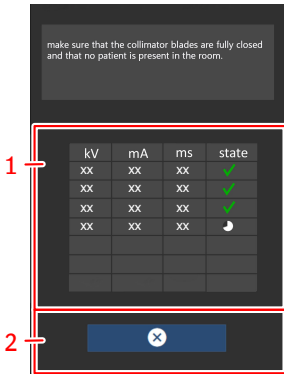 make sure that the collimator blades are fully closed
and that no patient is present in the room.
1
kV mA ms state
xx xx xx
xx xx xx
xx xx xx
xx xx xx
2